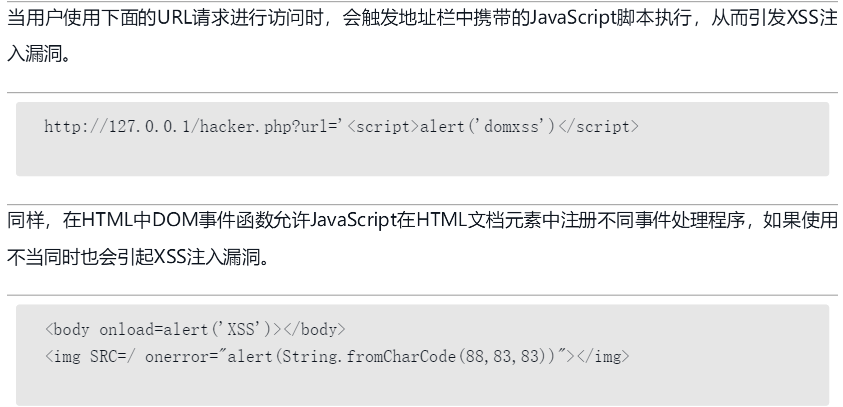 当用户使用下面的URL请求进行访问时，会触发地址栏中携带的JavaScript脚本执行，从而引发XSS注
入漏洞。
http://127.0.0.1/hacker.php?url='<script>alert('domxss')</script>
同样，在HTML中DOM事件函数允许JavaScript在HTML文档元素中注册不同事件处理程序，如果使用
不当同时也会引起XSS注入漏洞。
<body onload=alert('XSS')></body>
<img SRC=/ onerror="alert(String.fromCharCode(88,83,83))"></img>